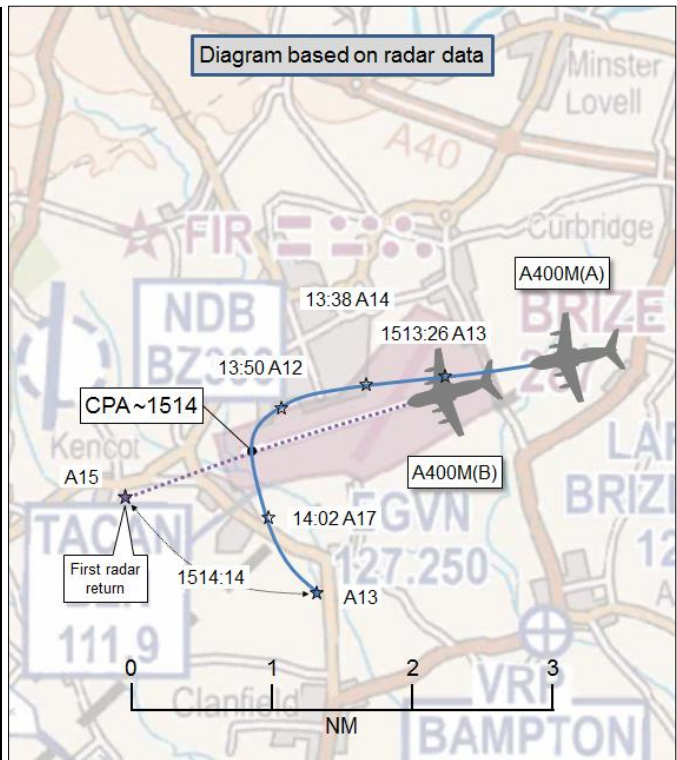 Diagram based on radar data
Minster
Lovell
A40
FIR
Curbridge
A400M(A)
NDB
BZ
13:38 A14
BRIZE
1513:26 A13
13:50 A12
CPA~1514
Kencot
A400M(B)
A15
TACAN
EGVN
BRIZ
14:02 A17
127.250
12
First radar
return
1514:14
A13
111.9
0 1 2 3
Clanfield
VRP
NM
BAMPTON